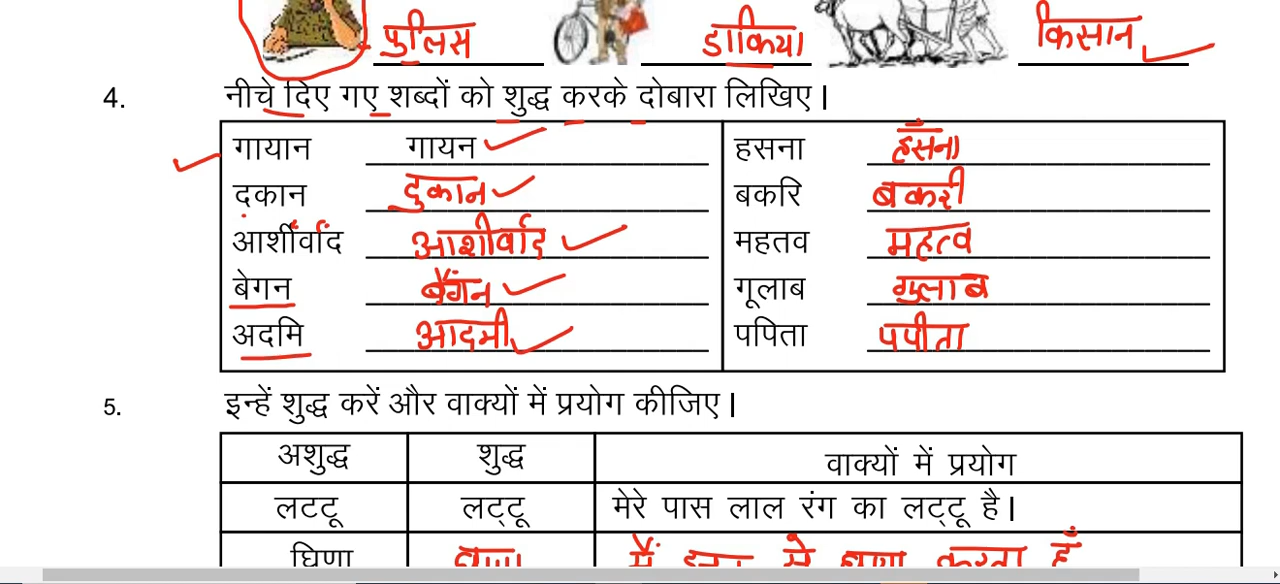 पुलिस डाकिया किसान
4. नीचे दिए गए शब्दों को शुद्ध करके दोबारा लिखिए |
गायान गायन हसना हँसना
दकान दुकान बकरि बकरी
आर्शीर्वाद आशीर्वाद महतव महत्व
बेगन बैंगन गूलाब गुलाब
अदमि आदमी पपिता पपीता
5. इन्हें शुद्ध करें और वाक्यों में प्रयोग कीजिए |
अशुद्ध शुद्ध वाक्यों में प्रयोग
लटटू लट्टू मेरे पास लाल रंग का लट्टू है |
घिणा